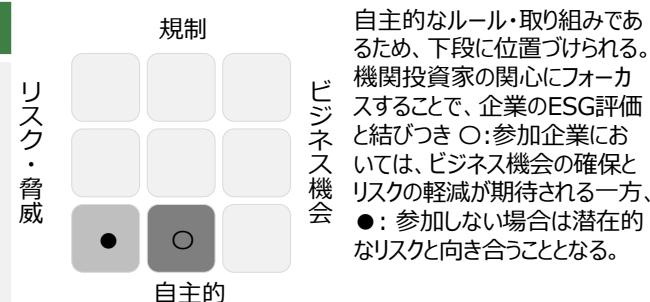 規制
リスク・脅威
ビジネス機会
●
○
自主的
自主的なルール・取り組みであ
るため、下段に位置づけられる。
機関投資家の関心にフォーカ
スすることで、企業のESG評価
と結びつき ○:参加企業にお
いては、ビジネス機会の確保と
リスクの軽減が期待される一方、
●: 参加しない場合は潜在的
なリスクと向き合うこととなる。